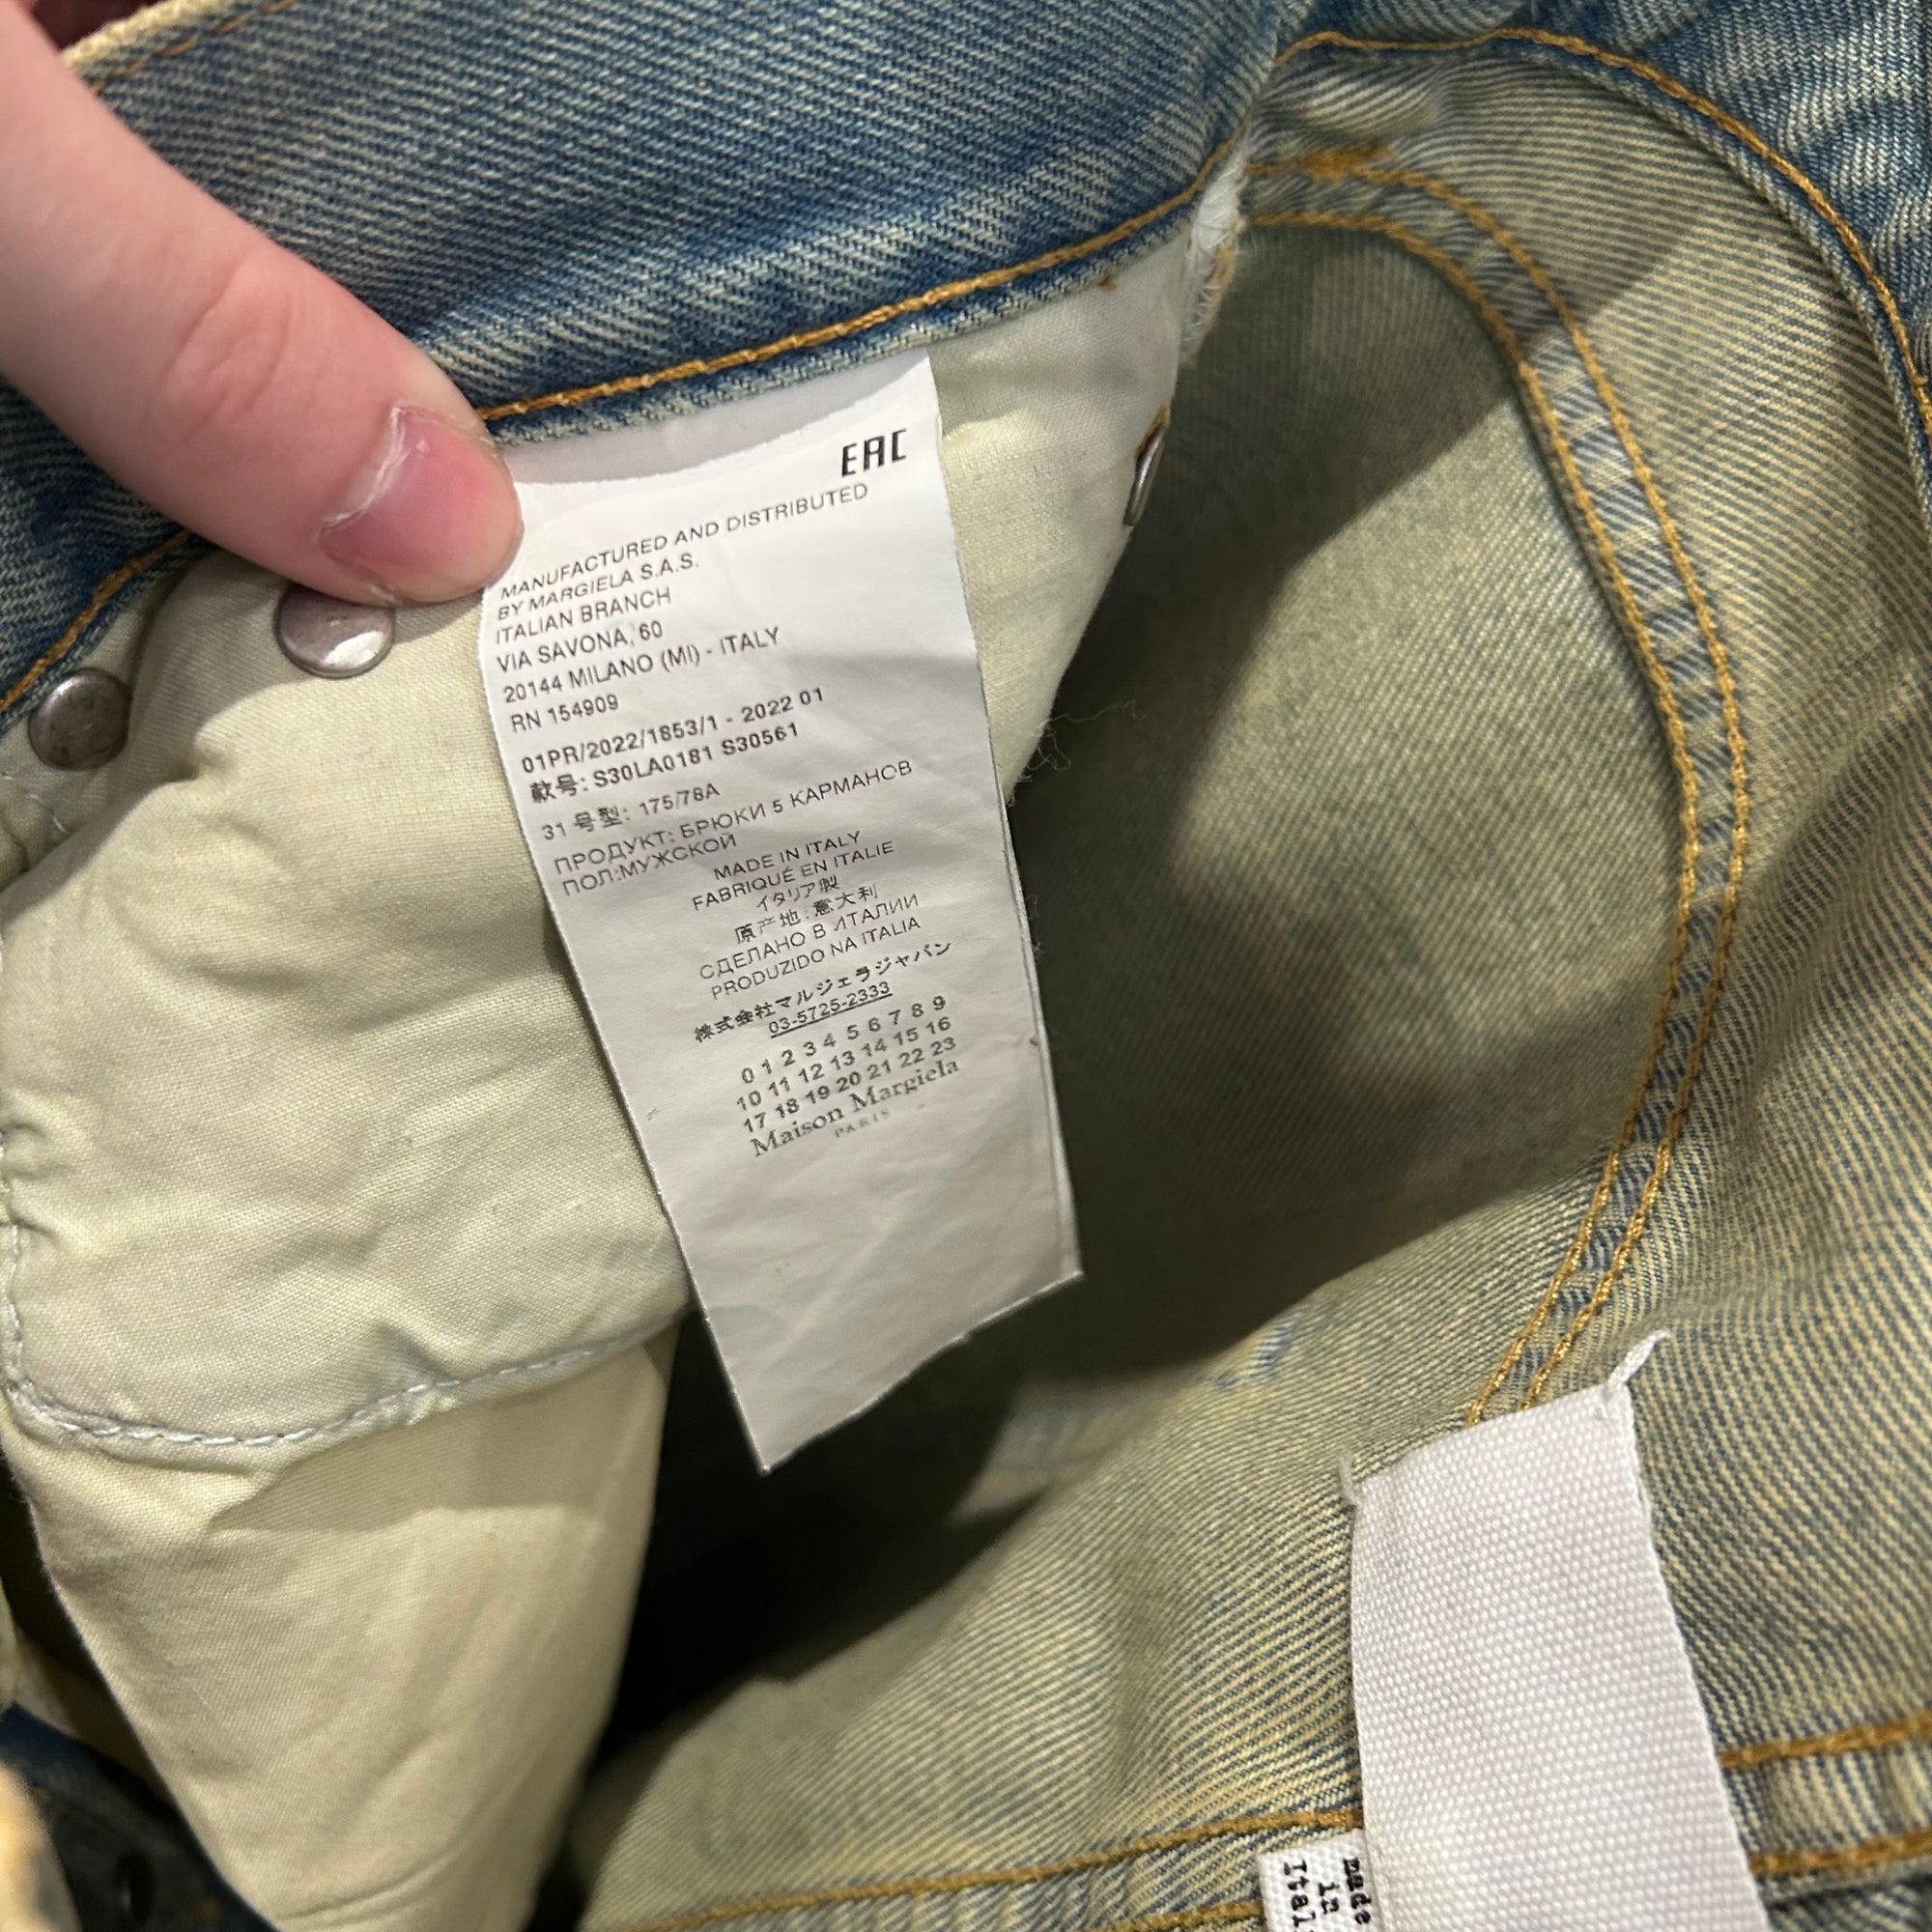 EAC
MANUFACTURED AND DISTRIBUTED
BY MARGIELA S.A.S.
ITALIAN BRANCH
VIA SAVONA, 60
20144 MILANO (MI) - ITALY
RN 154909
01PR/2022/1853/1 - 2022 01
款号: S30LA0181 S30561
31 号型: 175/78A
ПРОДУКТ: БРЮКИ 5 КАРМАНОВ
ПОЛ:МУЖСКОЙ
MADE IN ITALY
FABRIQUÉ EN ITALIE
イタリア製
原产地:意大利
СДЕЛАНО В ИТАЛИИ
PRODUZIDO NA ITALIA
株式会社マルジェラジャパン
03-5725-2333
0 1 2 3 4 5 6 7 8 9
10 11 12 13 14 15 16
17 18 19 20 21 22 23
Maison Margiela
PARIS
made
in
Ital